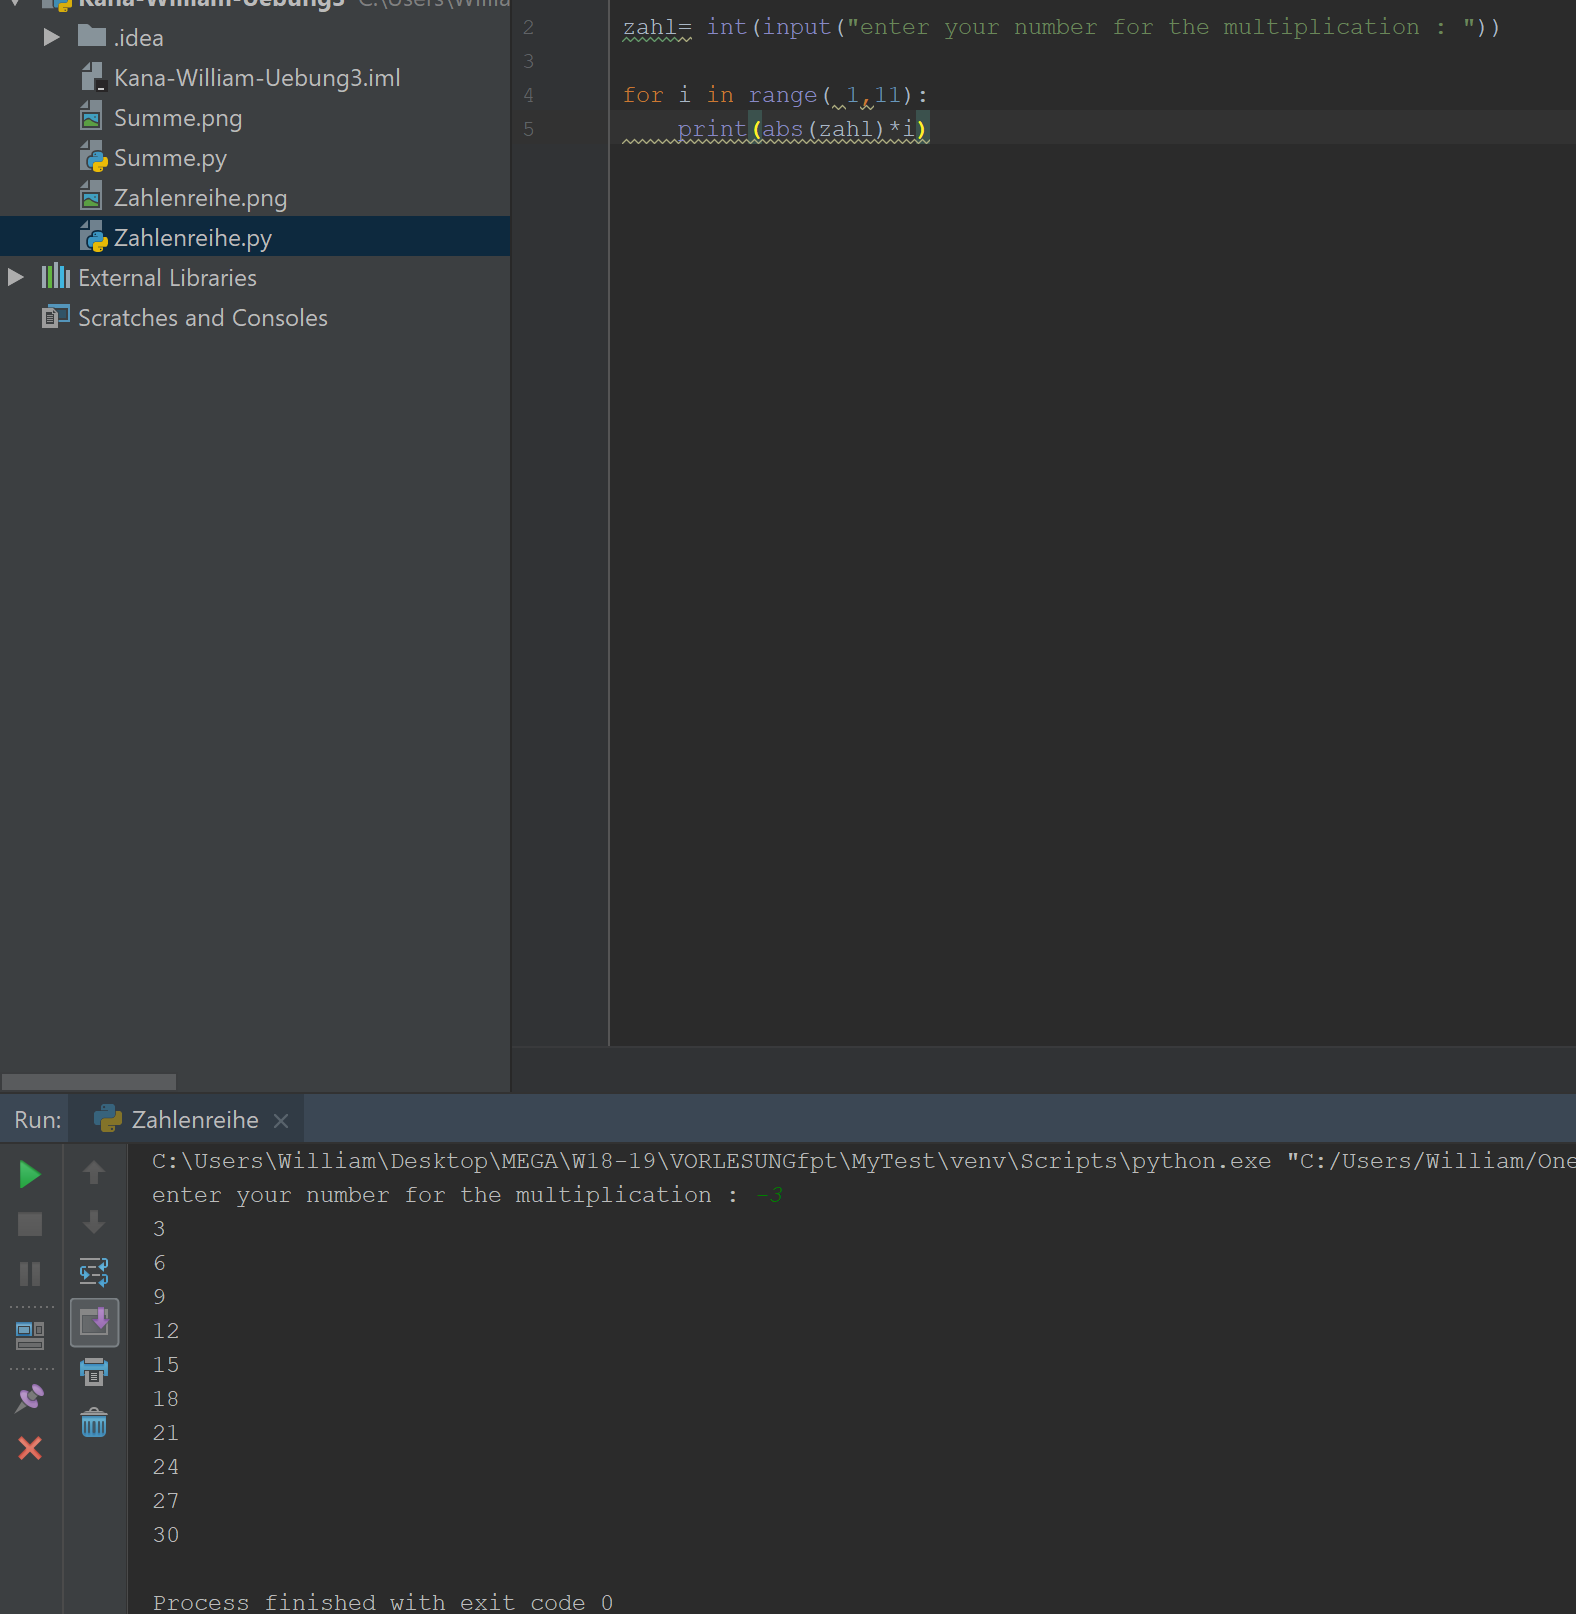 Kana-William-Uebung3 C:\Users\Willia
.idea
Kana-William-Uebung3.iml
Summe.png
Summe.py
Zahlenreihe.png
Zahlenreihe.py
External Libraries
Scratches and Consoles
2 zahl= int(input("enter your number for the multiplication : "))
3
4 for i in range( 1,11):
5 print(abs(zahl)*i)
Run: Zahlenreihe
C:\Users\William\Desktop\MEGA\W18-19\VORLESUNGfpt\MyTest\venv\Scripts\python.exe "C:/Users/William/One
enter your number for the multiplication : -3
3
6
9
12
15
18
21
24
27
30
Process finished with exit code 0